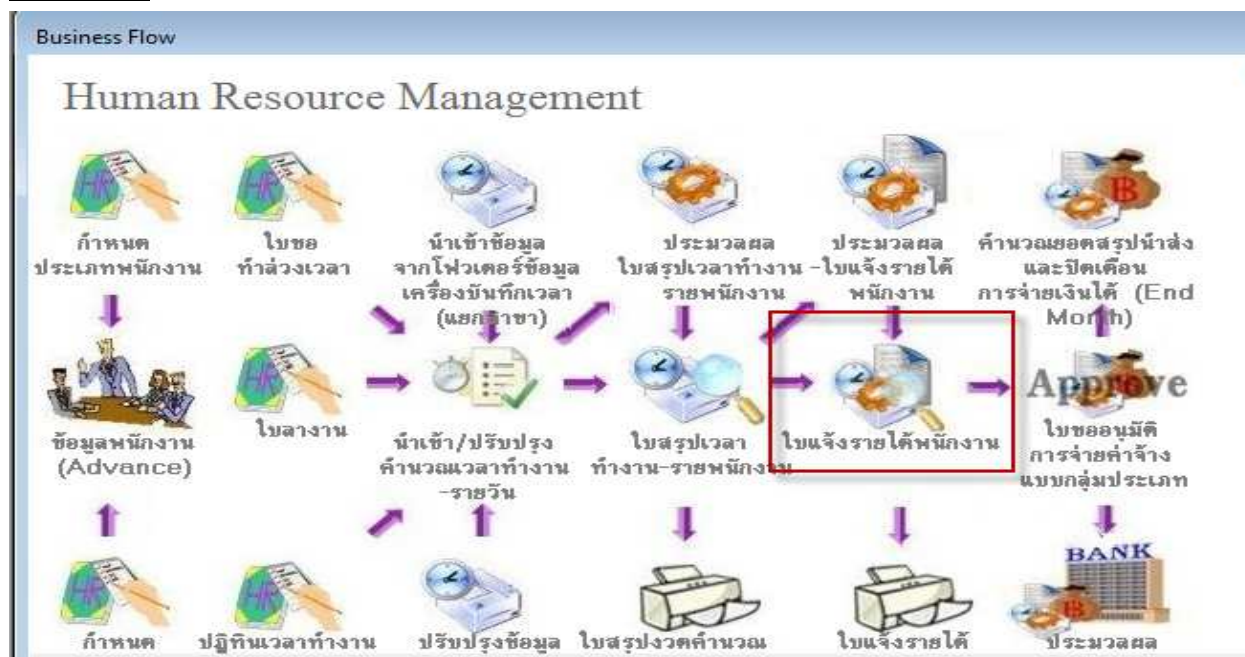 Business Flow
Human Resource Management
กำหนด
ประเภทพนักงาน
ใบขอ
ทำล่วงเวลา
นำเข้าข้อมูล
จากโฟวเดอร์ข้อมูล
เครื่องบันทึกเวลา
(แยกสาขา)
ประมวลผล
ใบสรุปเวลาทำงาน
รายพนักงาน
ประมวลผล
-ใบแจ้งรายได้
พนักงาน
คำนวณยอดสรุปนำส่ง
และปิดเดือน
การจ่ายเงินได้ (End
Month)
ข้อมูลพนักงาน
(Advance)
ใบลางาน
นำเข้า/ปรับปรุง
คำนวณเวลาทำงาน
-รายวัน
ใบสรุปเวลา
ทำงาน-รายพนักงาน
ใบแจ้งรายได้พนักงาน
Approve
ใบขออนุมัติ
การจ่ายค่าจ้าง
แบบกลุ่มประเภท
BANK
กำหนด
ปฏิทินเวลาทำงาน
ปรับปรุงข้อมูล
ใบสรุปงวดคำนวณ
ใบแจ้งรายได้
ประมวลผล